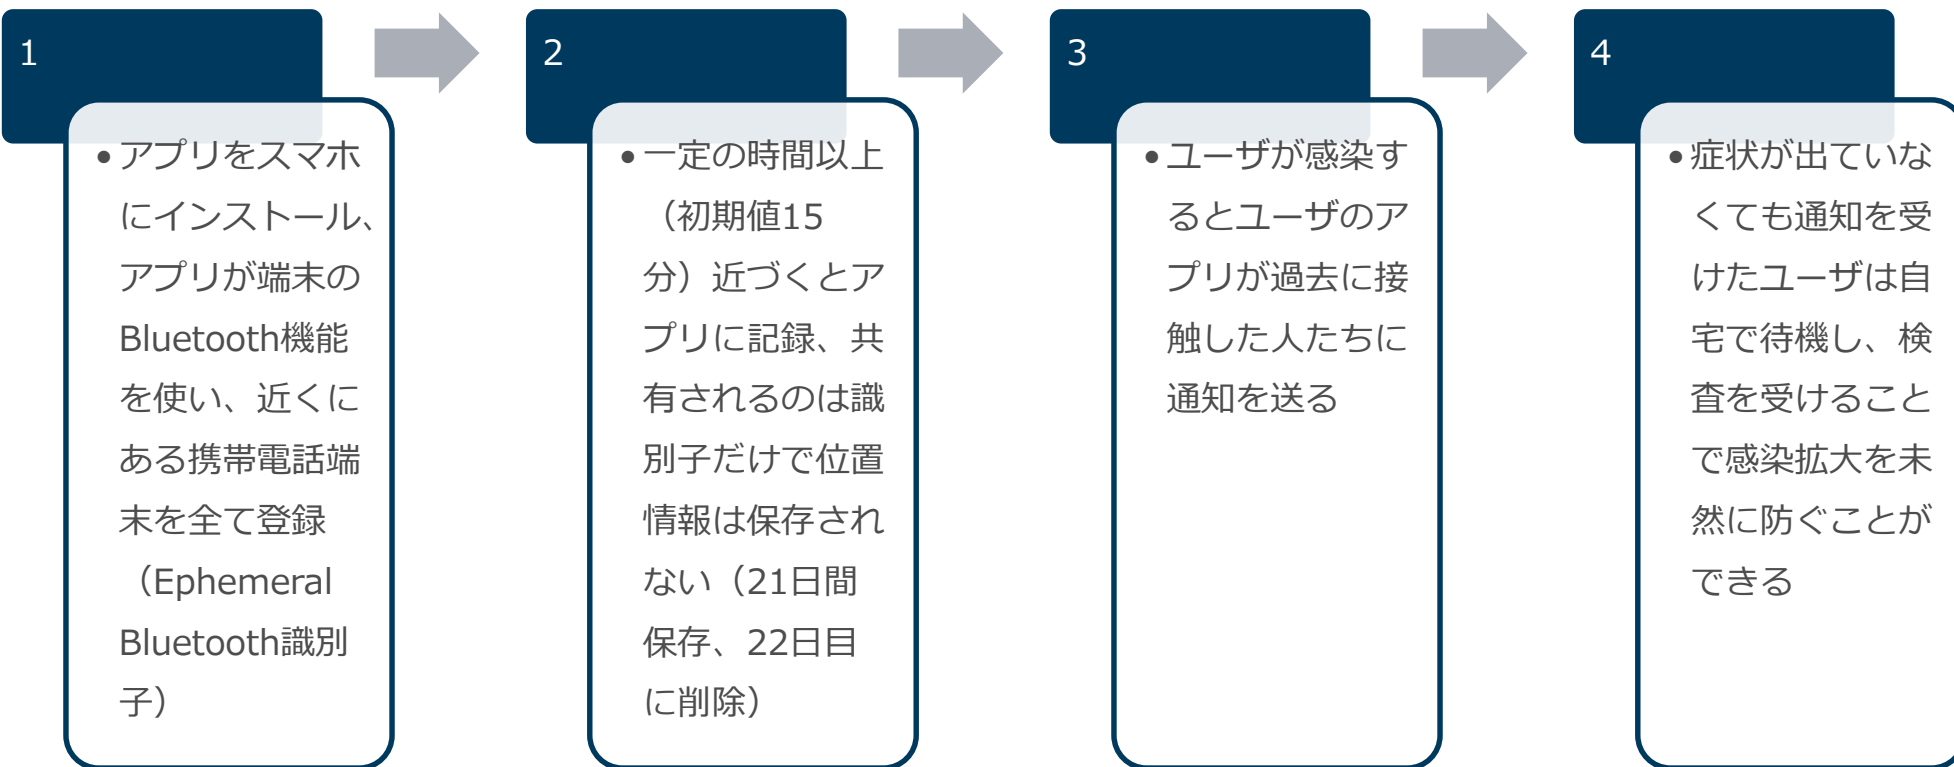 1
• アプリをスマホ
にインストール、
アプリが端末の
Bluetooth機能
を使い、近くに
ある携帯電話端
末を全て登録
（Ephemeral
Bluetooth識別
子）
2
• 一定の時間以上
（初期値15
分）近づくとア
プリに記録、共
有されるのは識
別子だけで位置
情報は保存され
ない（21日間
保存、22日目
に削除）
3
• ユーザが感染す
るとユーザのア
プリが過去に接
触した人たちに
通知を送る
4
• 症状が出ていな
くても通知を受
けたユーザは自
宅で待機し、検
査を受けること
で感染拡大を未
然に防ぐことが
できる